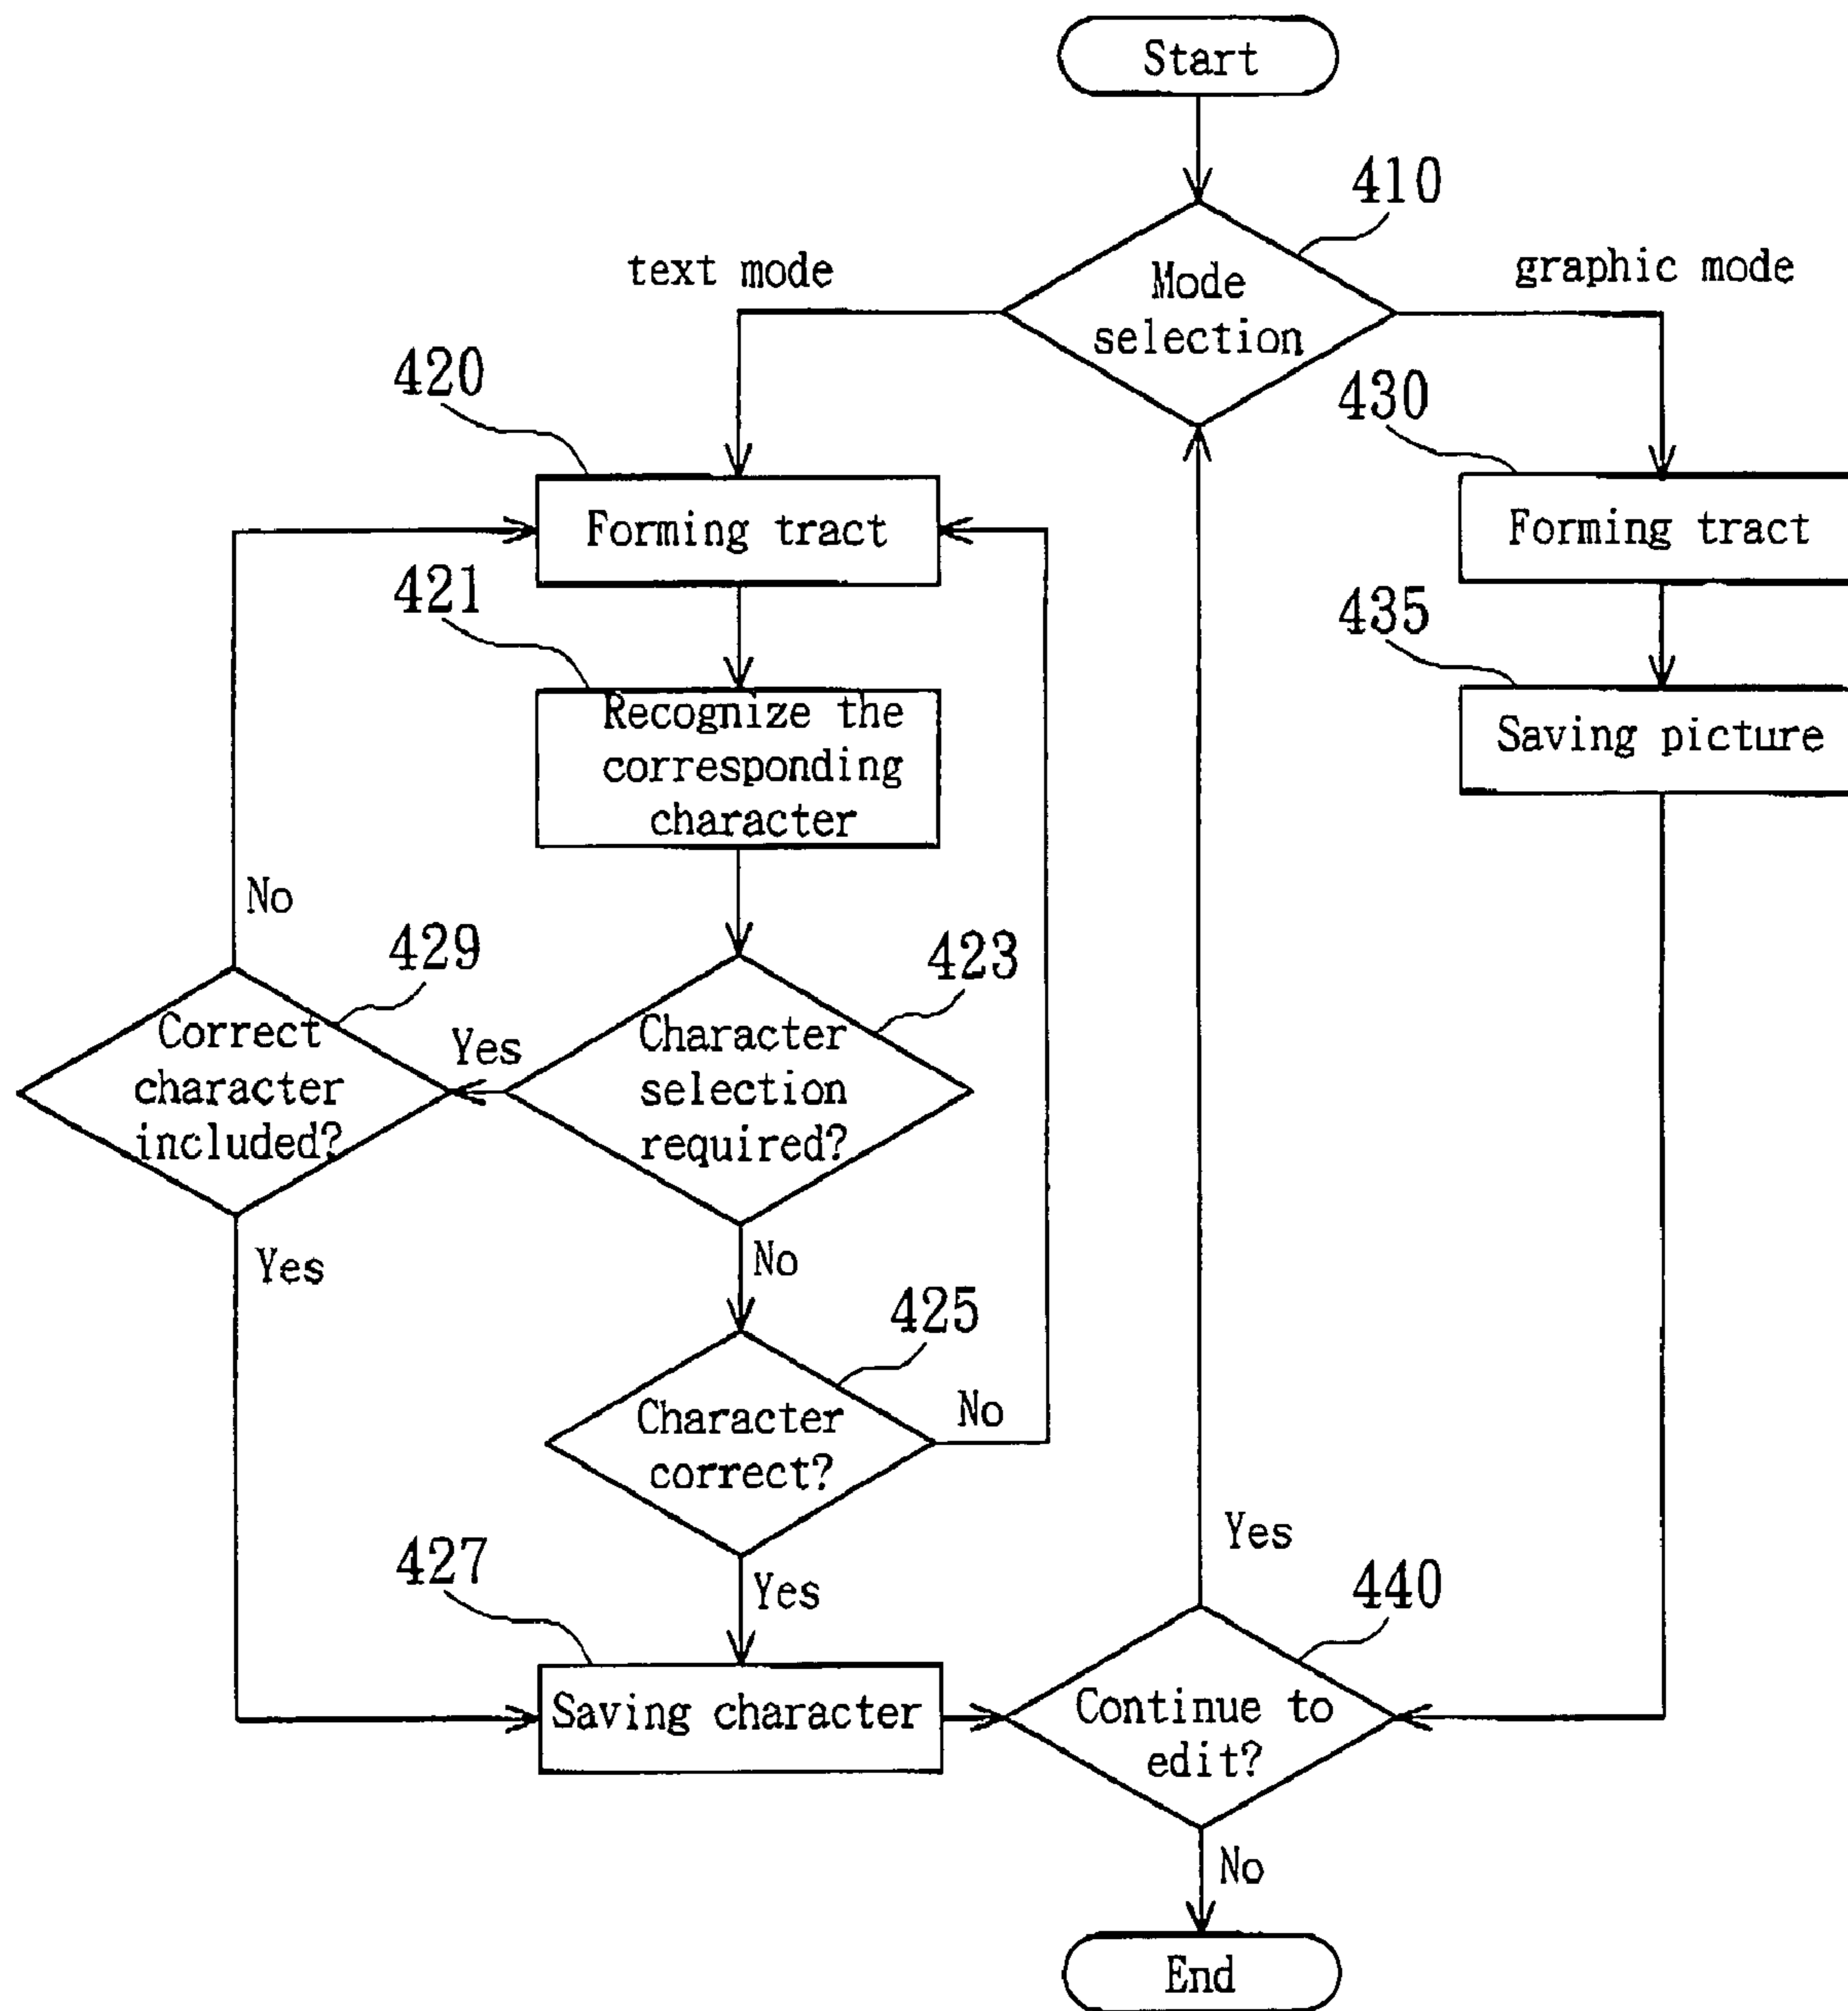 Start
410
Mode
selection
text mode
graphic mode
420
Forming tract
430
Forming tract
421
Recognize the
corresponding
character
435
Saving picture
No
429
Correct
character
included?
Yes
423
Character
selection
required?
Yes
No
425
Character
correct?
No
Yes
427
Saving character
Yes
440
Continue to
edit?
No
End